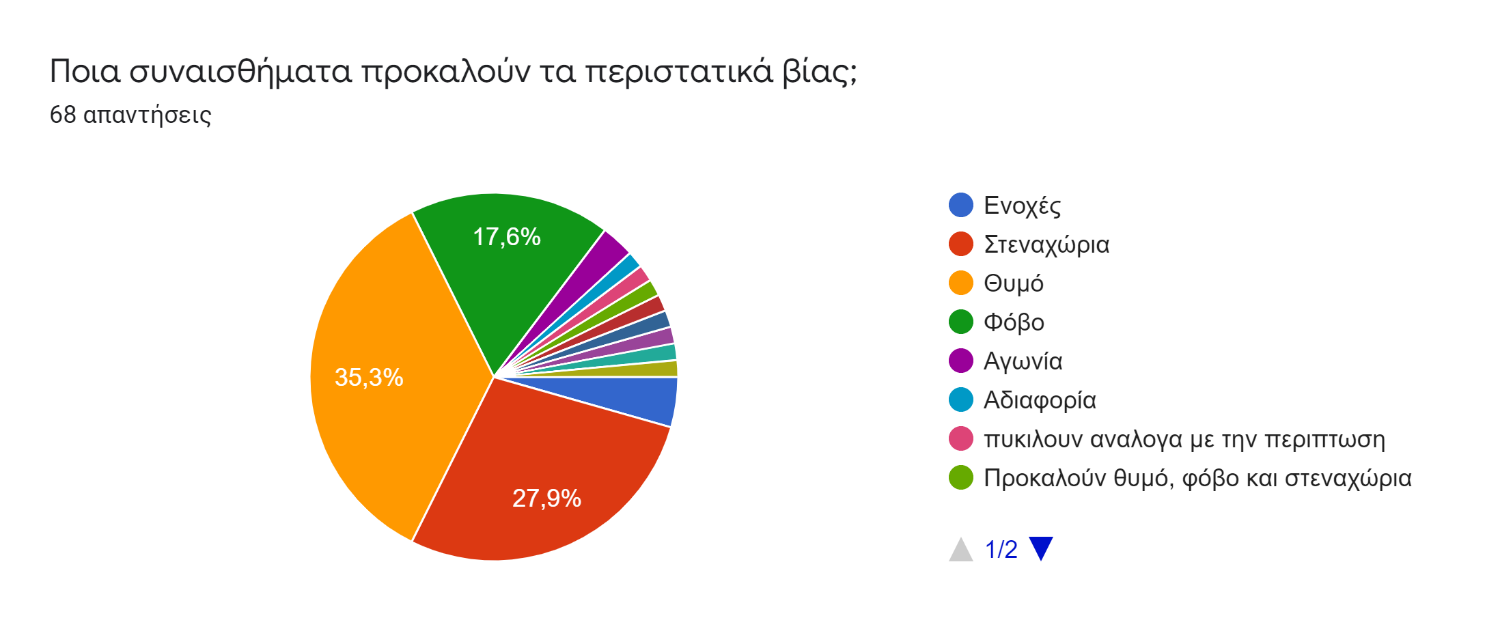 Ποια συναισθήματα προκαλούν τα περιστατικά βίας;
68 απαντήσεις
17,6%
35,3%
27,9%
Ενοχές
Στεναχώρια
Θυμό
Φόβο
Αγωνία
Αδιαφορία
πυκιλουν αναλογα με την περιπτωση
Προκαλούν θυμό, φόβο και στεναχώρια
1/2